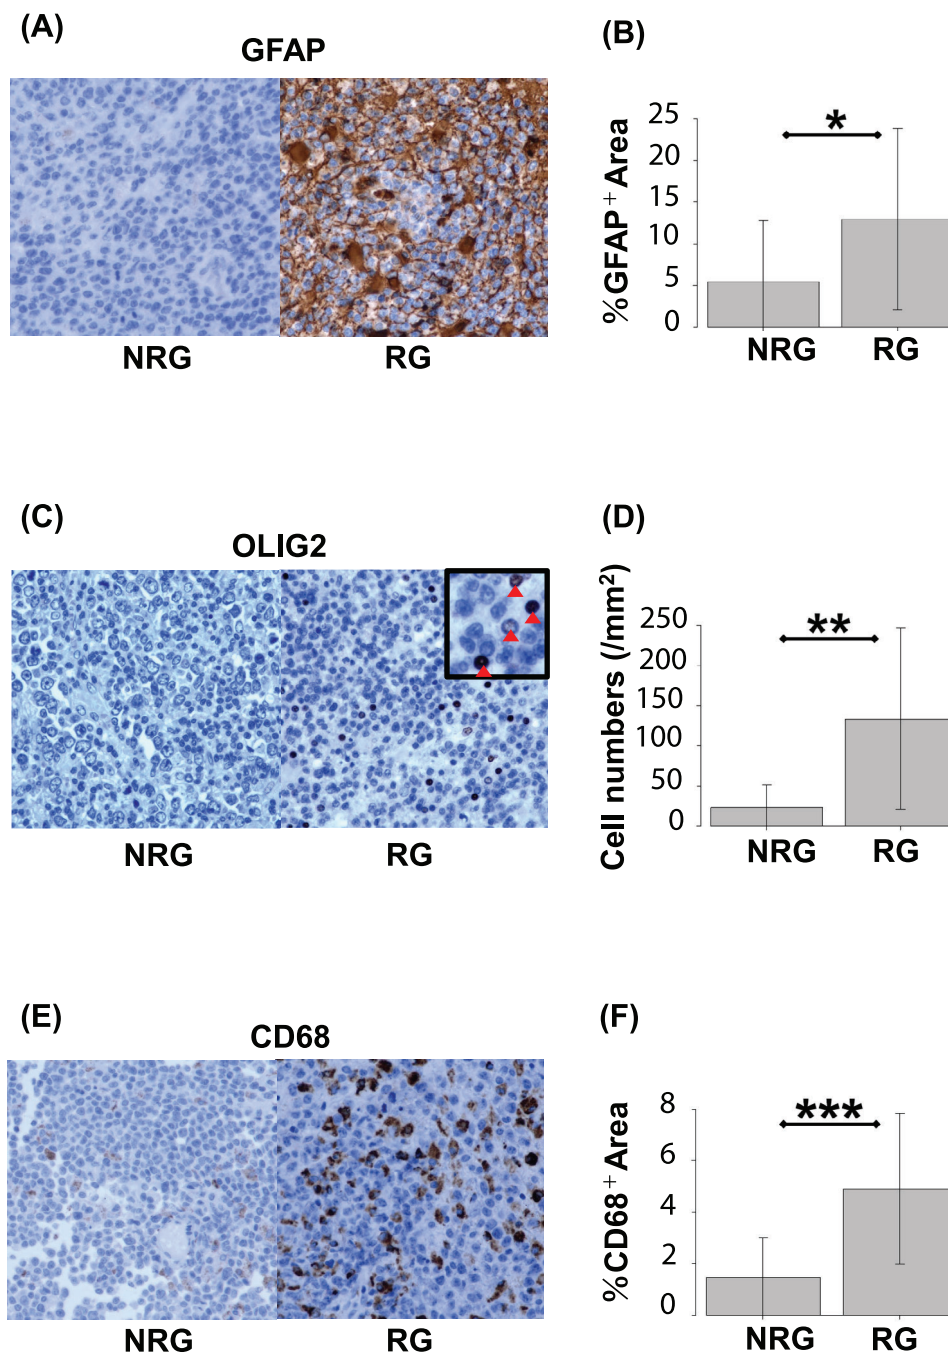 (A)
GFAP
NRG RG
(B)
%GFAP+ Area
25
20
15
10
5
0
*
NRG RG
(C)
OLIG2
NRG RG
(D)
Cell numbers (/mm2)
250
200
150
100
50
0
**
NRG RG
(E)
CD68
NRG RG
(F)
%CD68+ Area
8
6
4
2
0
***
NRG RG